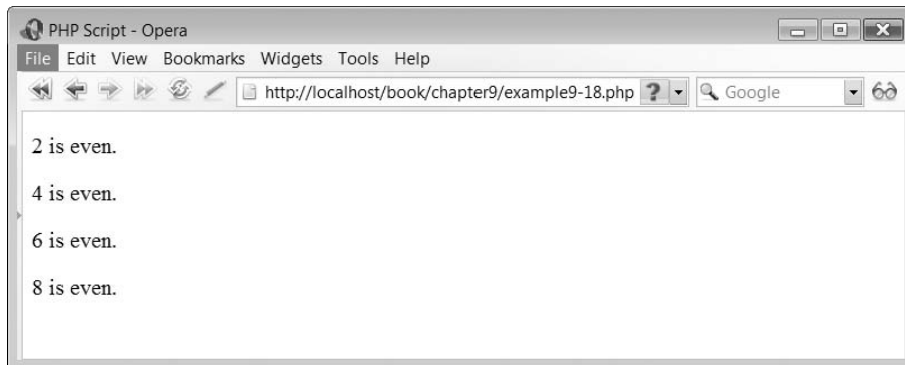 PHP Script - Opera
File Edit View Bookmarks Widgets Tools Help
http://localhost/book/chapter9/example9-18.php ? Google
2 is even.
4 is even.
6 is even.
8 is even.